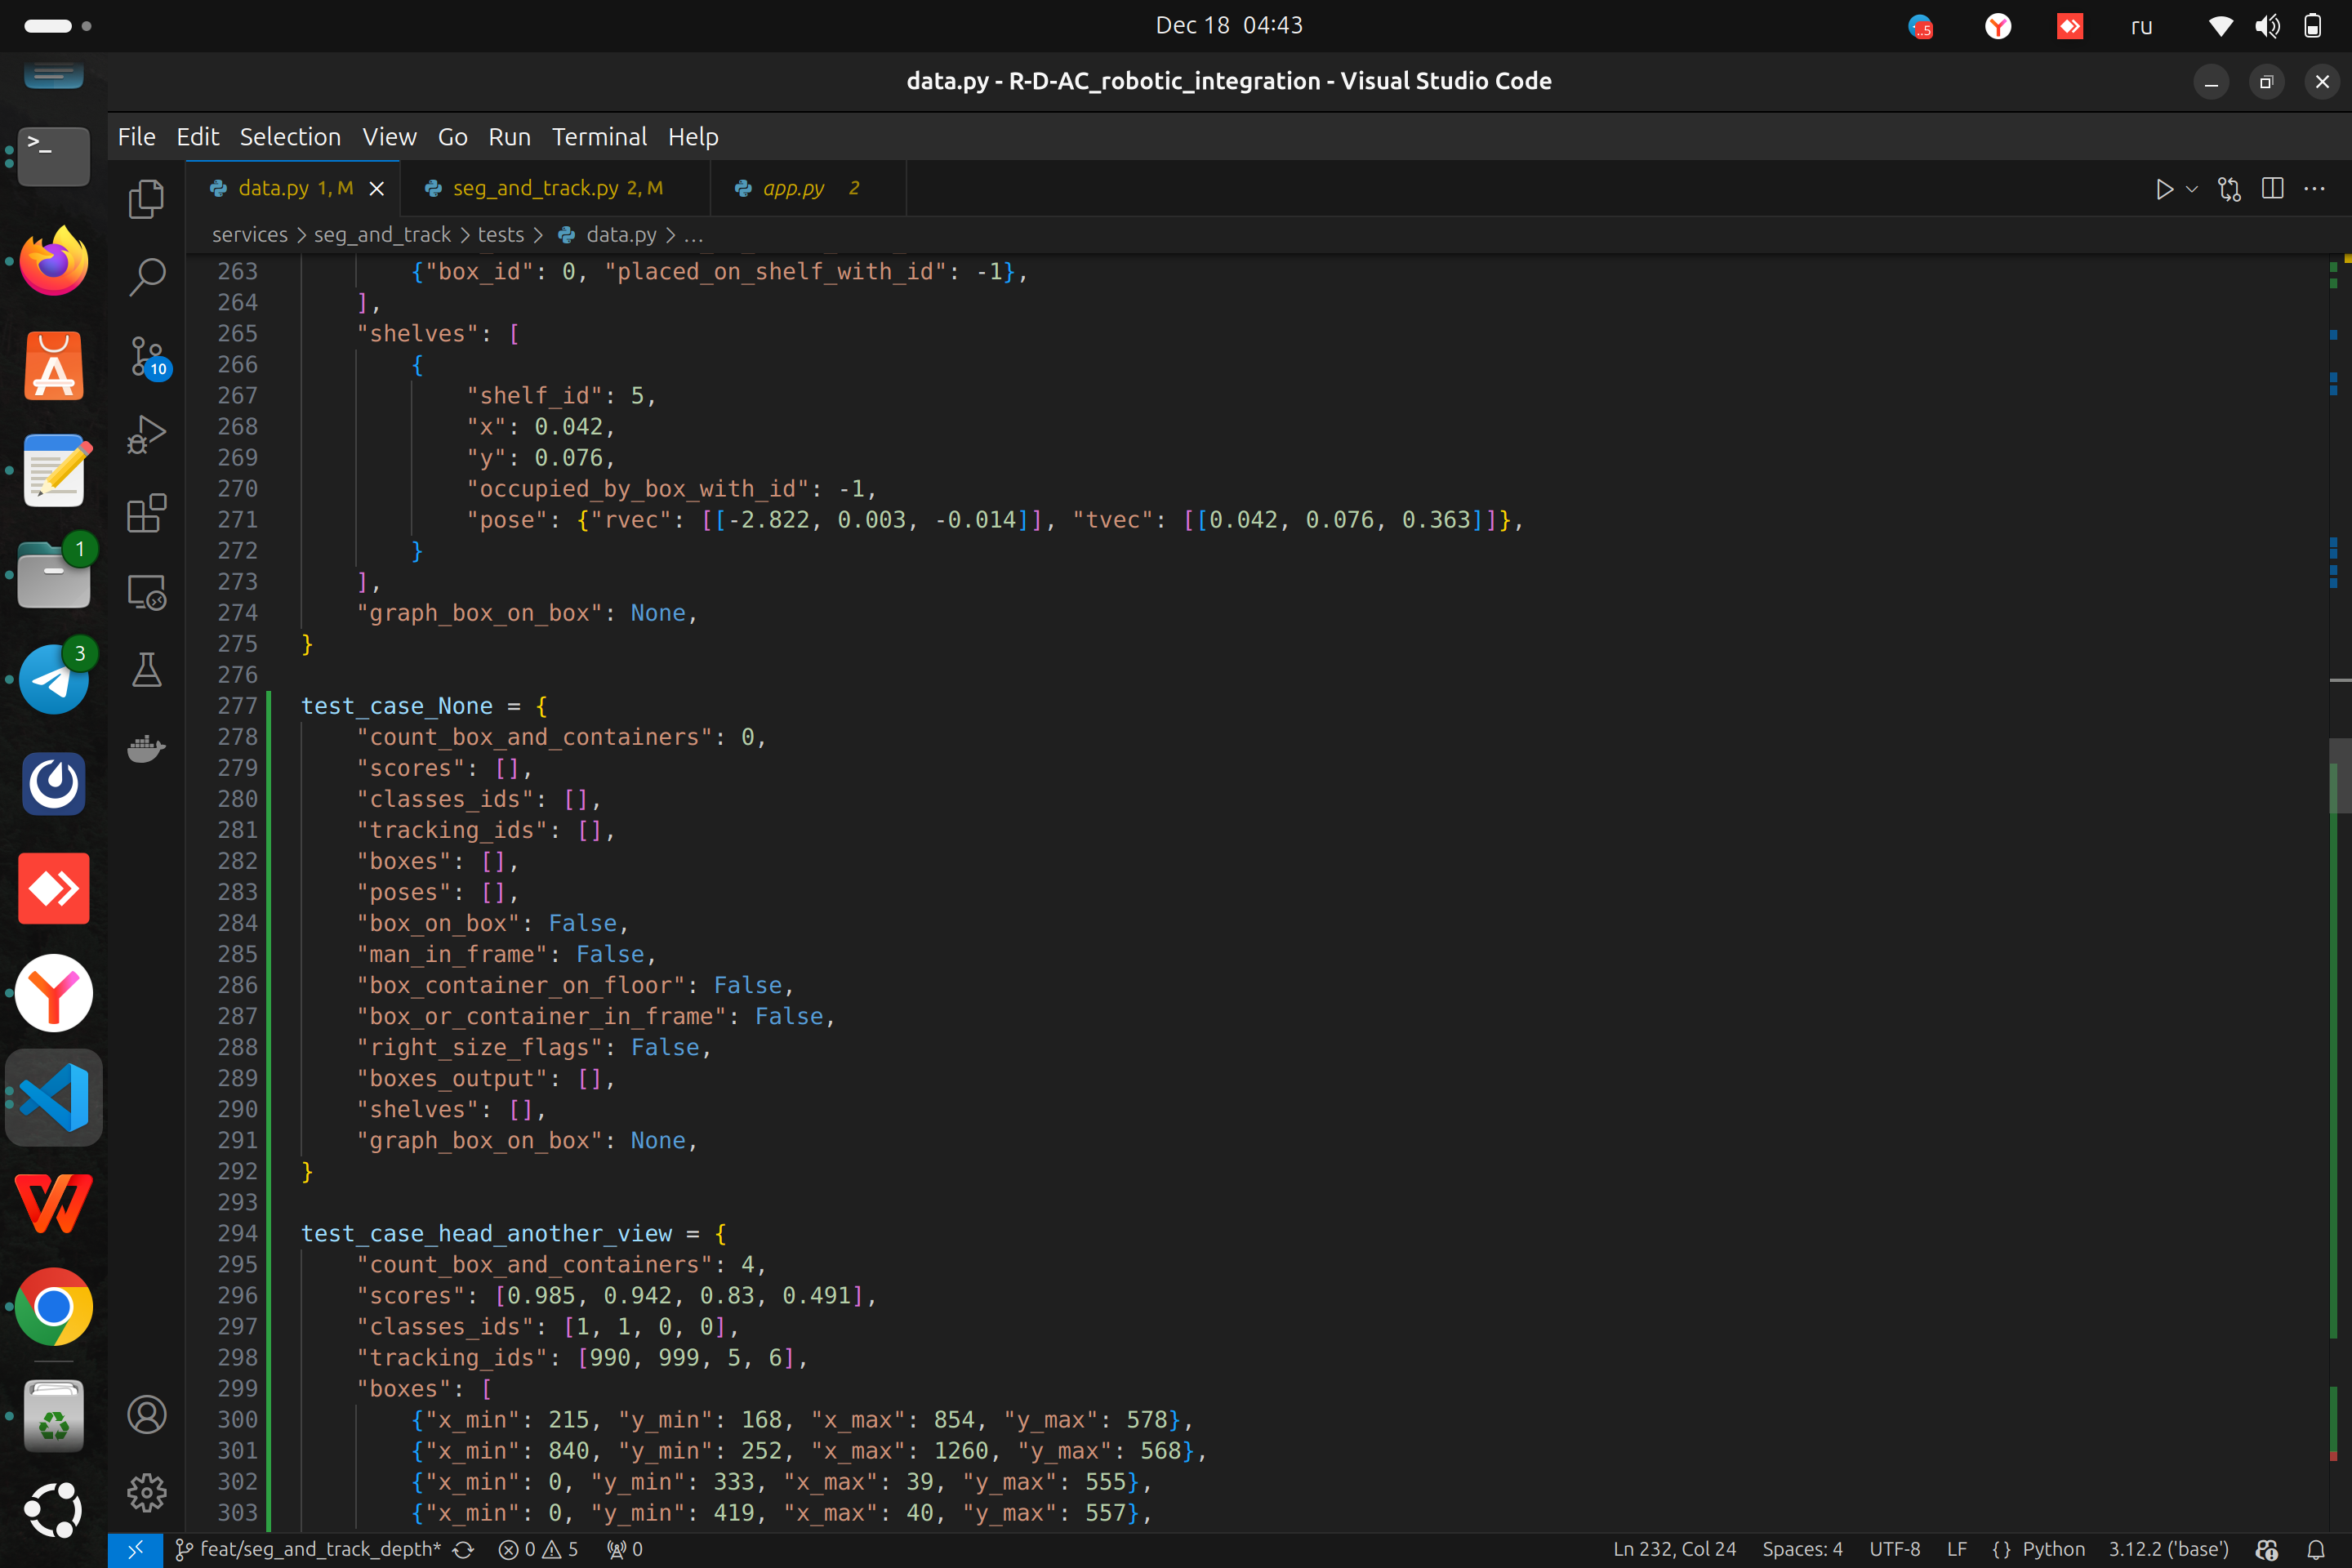 Dec 18 04:43
ru
data.py - R-D-AC_robotic_integration - Visual Studio Code
File Edit Selection View Go Run Terminal Help
data.py 1, M
seg_and_track.py 2, M
app.py 2
services > seg_and_track > tests > data.py > ...
263 {"box_id": 0, "placed_on_shelf_with_id": -1},
264 ],
265 "shelves": [
266 {
267 "shelf_id": 5,
268 "x": 0.042,
269 "y": 0.076,
270 "occupied_by_box_with_id": -1,
271 "pose": {"rvec": [[-2.822, 0.003, -0.014]], "tvec": [[0.042, 0.076, 0.363]]},
272 }
273 ],
274 "graph_box_on_box": None,
275 }
276
277 test_case_None = {
278 "count_box_and_containers": 0,
279 "scores": [],
280 "classes_ids": [],
281 "tracking_ids": [],
282 "boxes": [],
283 "poses": [],
284 "box_on_box": False,
285 "man_in_frame": False,
286 "box_container_on_floor": False,
287 "box_or_container_in_frame": False,
288 "right_size_flags": False,
289 "boxes_output": [],
290 "shelves": [],
291 "graph_box_on_box": None,
292 }
293
294 test_case_head_another_view = {
295 "count_box_and_containers": 4,
296 "scores": [0.985, 0.942, 0.83, 0.491],
297 "classes_ids": [1, 1, 0, 0],
298 "tracking_ids": [990, 999, 5, 6],
299 "boxes": [
300 {"x_min": 215, "y_min": 168, "x_max": 854, "y_max": 578},
301 {"x_min": 840, "y_min": 252, "x_max": 1260, "y_max": 568},
302 {"x_min": 0, "y_min": 333, "x_max": 39, "y_max": 555},
303 {"x_min": 0, "y_min": 419, "x_max": 40, "y_max": 557},
10
1
3
feat/seg_and_track_depth* 0 5 0
Ln 232, Col 24 Spaces: 4 UTF-8 LF {} Python 3.12.2 ('base')